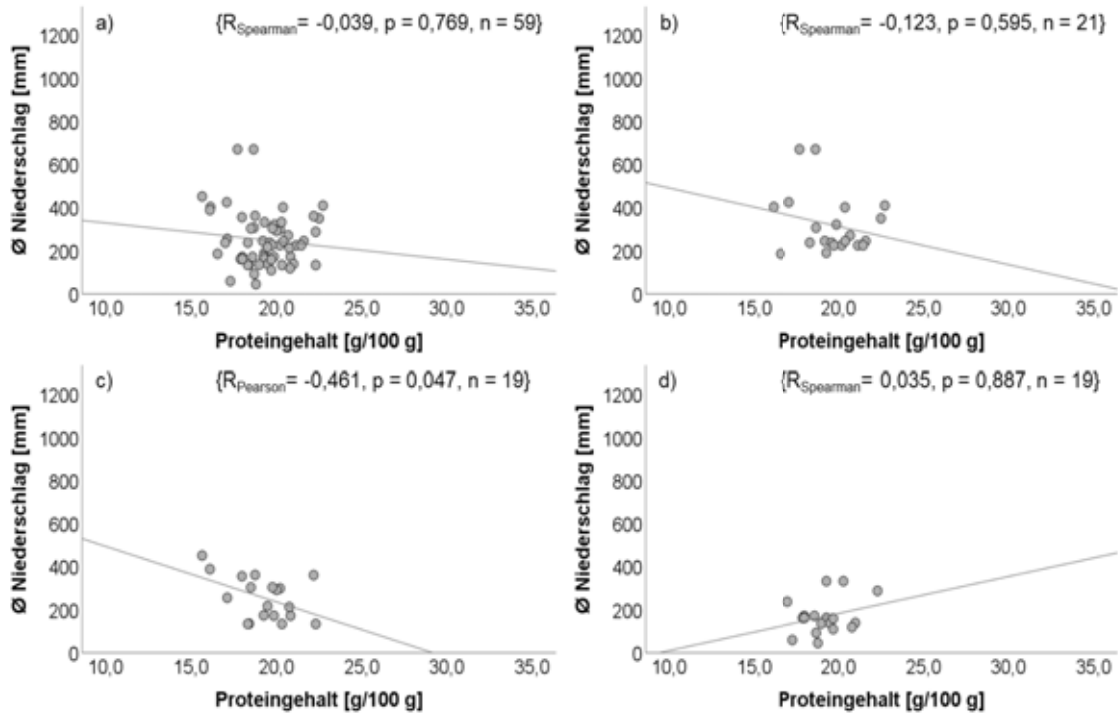 a) {R_Spearman= -0,039, p = 0,769, n = 59}
Ø Niederschlag [mm]
1200
1000
800
600
400
200
0
10,0 15,0 20,0 25,0 30,0 35,0
Proteingehalt [g/100 g]
b) {R_Spearman= -0,123, p = 0,595, n = 21}
Ø Niederschlag [mm]
1200
1000
800
600
400
200
0
10,0 15,0 20,0 25,0 30,0 35,0
Proteingehalt [g/100 g]
c) {R_Pearson= -0,461, p = 0,047, n = 19}
Ø Niederschlag [mm]
1200
1000
800
600
400
200
0
10,0 15,0 20,0 25,0 30,0 35,0
Proteingehalt [g/100 g]
d) {R_Spearman= 0,035, p = 0,887, n = 19}
Ø Niederschlag [mm]
1200
1000
800
600
400
200
0
10,0 15,0 20,0 25,0 30,0 35,0
Proteingehalt [g/100 g]